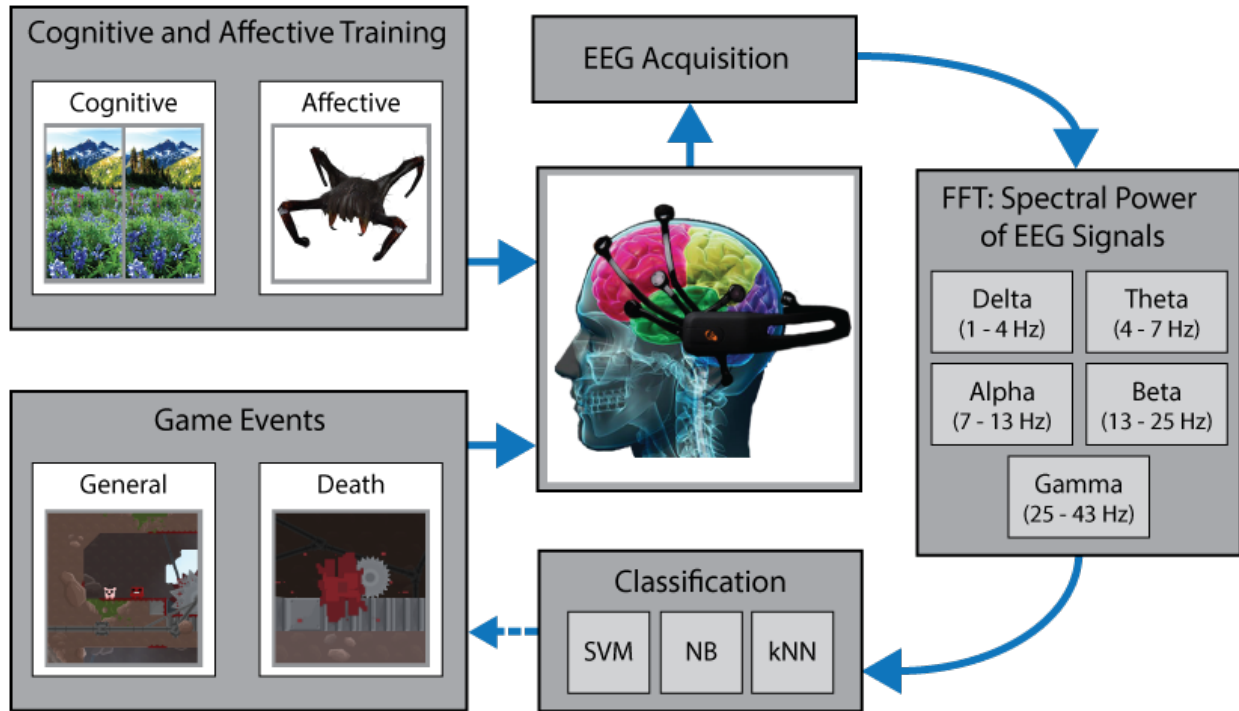 Cognitive and Affective Training
Cognitive
Affective
EEG Acquisition
FFT: Spectral Power
of EEG Signals
Delta
(1 - 4 Hz)
Theta
(4 - 7 Hz)
Alpha
(7 - 13 Hz)
Beta
(13 - 25 Hz)
Gamma
(25 - 43 Hz)
Game Events
General
Death
Classification
SVM
NB
kNN